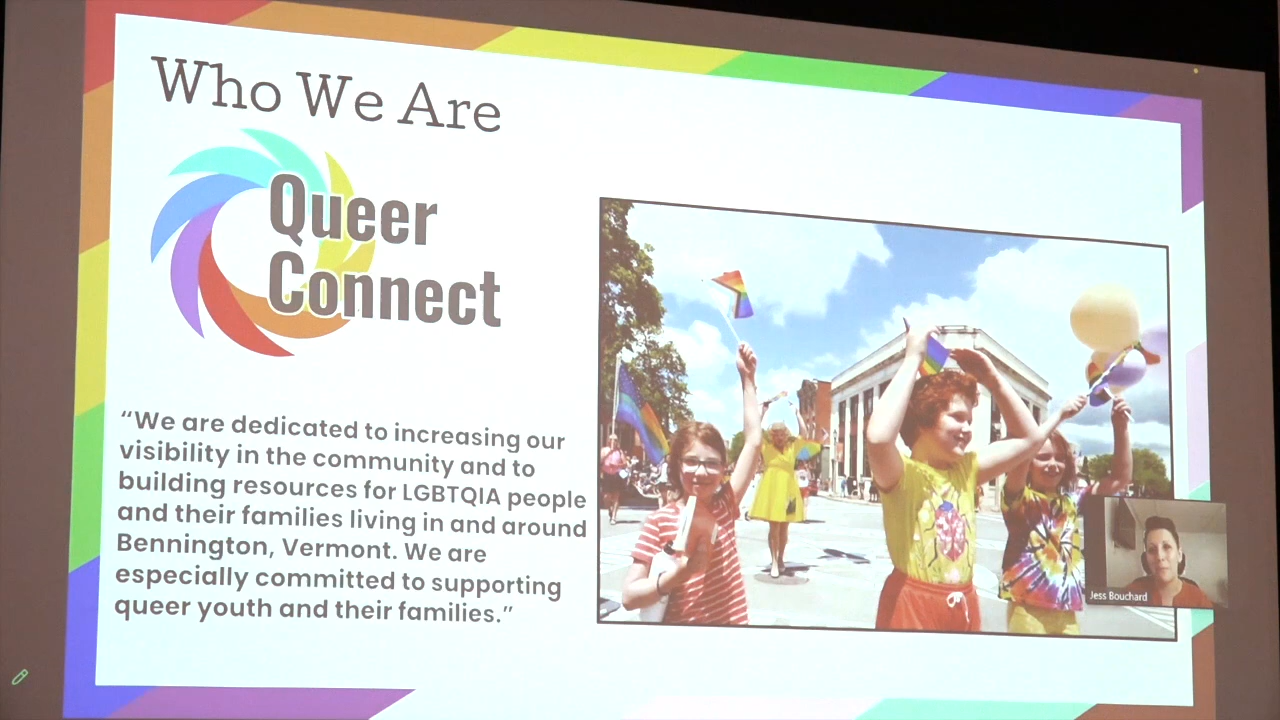 Who We Are
Queer
Connect
“We are dedicated to increasing our
visibility in the community and to
building resources for LGBTQIA people
and their families living in and around
Bennington, Vermont. We are
especially committed to supporting
queer youth and their families.”
Jess Bouchard